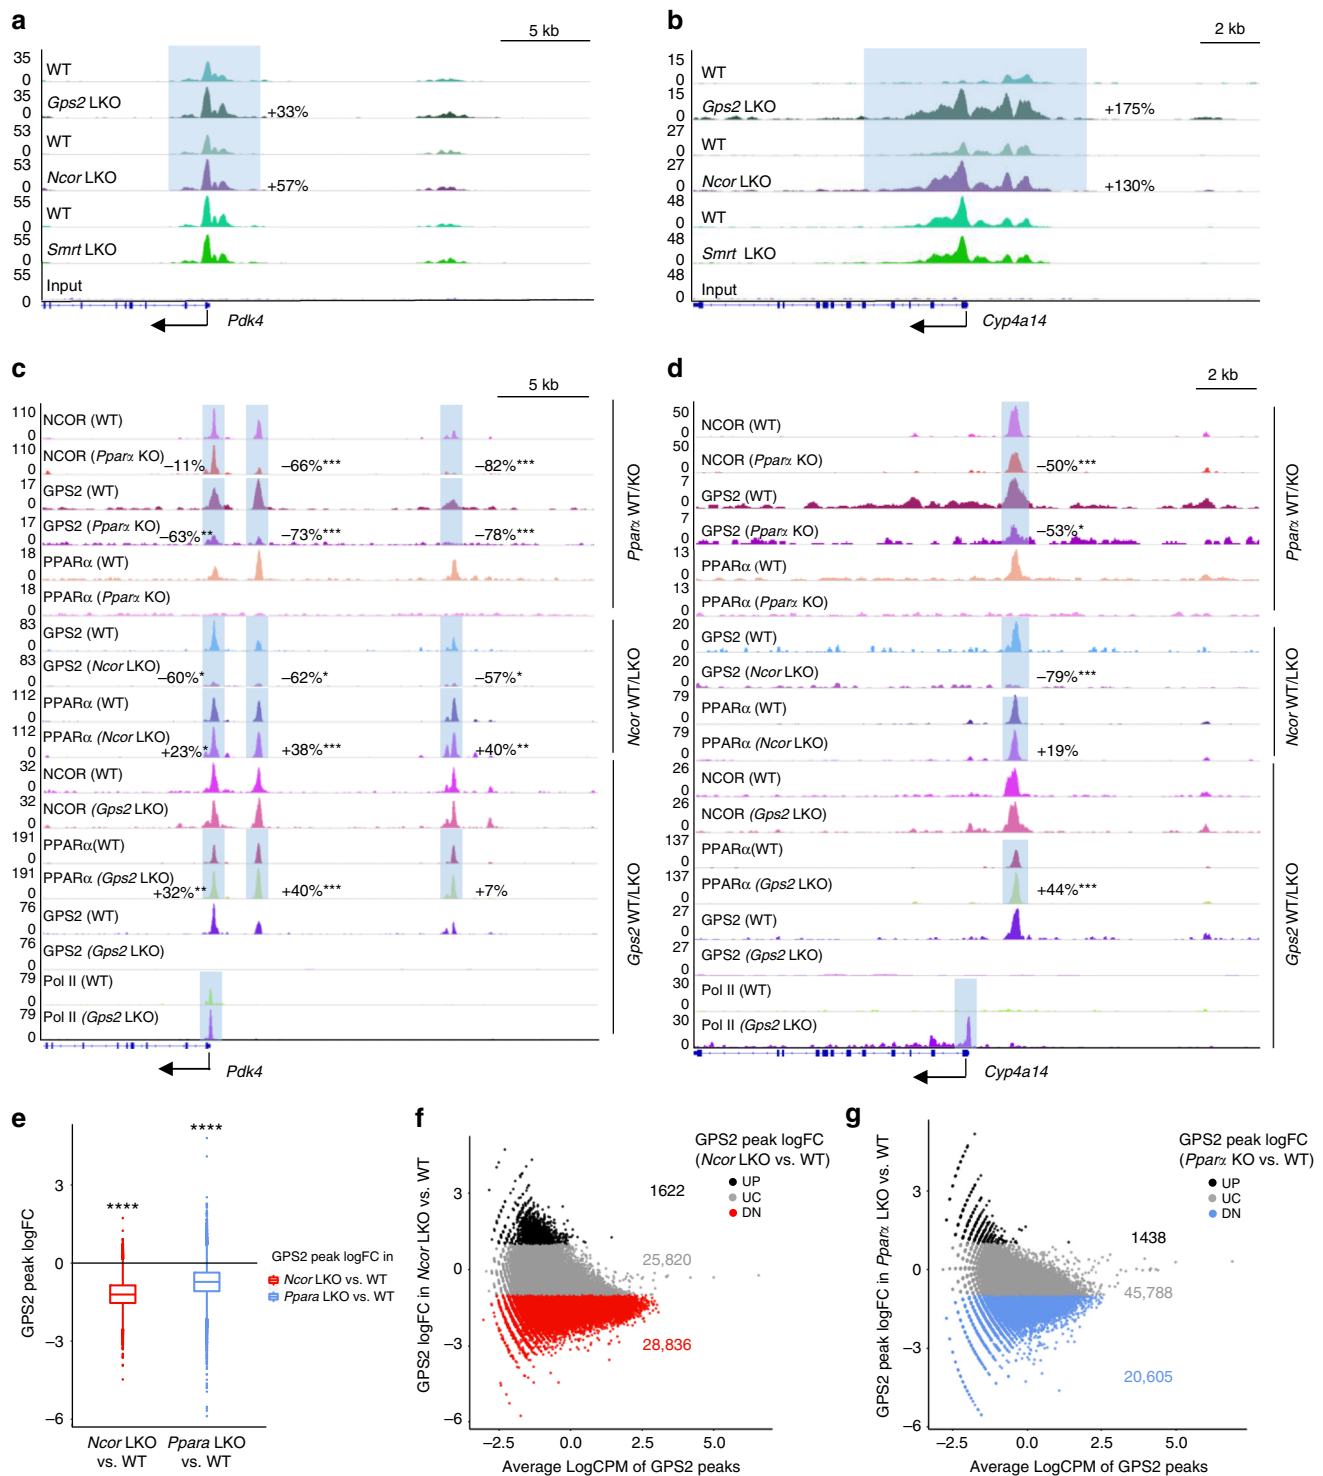 a
5 kb
35
0
WT
35
0
Gps2 LKO
+33%
53
0
WT
53
0
Ncor LKO
+57%
55
0
WT
55
0
Smrt LKO
55
0
Input
Pdk4
b
2 kb
15
0
WT
15
0
Gps2 LKO
+175%
27
0
WT
27
0
Ncor LKO
+130%
48
0
WT
48
0
Smrt LKO
48
0
Input
Cyp4a14
c
5 kb
110
0
NCOR (WT)
110
0
NCOR (Pparα KO)
–11%
–66%***
–82%***
17
0
GPS2 (WT)
17
0
GPS2 (Pparα KO)
–63%**
–73%***
–78%***
18
0
PPARα (WT)
18
0
PPARα (Pparα KO)
Pparα WT/KO
83
0
GPS2 (WT)
83
0
GPS2 (Ncor LKO)
–60%*
–62%*
–57%*
112
0
PPARα (WT)
112
0
PPARα (Ncor LKO)
+23%*
+38%***
+40%**
Ncor WT/LKO
32
0
NCOR (WT)
32
0
NCOR (Gps2 LKO)
191
0
PPARα(WT)
191
0
PPARα (Gps2 LKO)
+32%**
+40%***
+7%
76
0
GPS2 (WT)
76
0
GPS2 (Gps2 LKO)
79
0
Pol II (WT)
79
0
Pol II (Gps2 LKO)
Gps2 WT/LKO
Pdk4
d
2 kb
50
0
NCOR (WT)
50
0
NCOR (Pparα KO)
–50%***
7
0
GPS2 (WT)
7
0
GPS2 (Pparα KO)
–53%*
13
0
PPARα (WT)
13
0
PPARα (Pparα KO)
Pparα WT/KO
20
0
GPS2 (WT)
20
0
GPS2 (Ncor LKO)
–79%***
79
0
PPARα (WT)
79
0
PPARα (Ncor LKO)
+19%
Ncor WT/LKO
26
0
NCOR (WT)
26
0
NCOR (Gps2 LKO)
137
0
PPARα(WT)
137
0
PPARα (Gps2 LKO)
+44%***
27
0
GPS2 (WT)
27
0
GPS2 (Gps2 LKO)
30
0
Pol II (WT)
30
0
Pol II (Gps2 LKO)
Gps2 WT/LKO
Cyp4a14
e
GPS2 peak logFC
3
0
–3
–6
****
****
GPS2 peak logFC in
Ncor LKO vs. WT
Ppara LKO vs. WT
Ncor LKO
vs. WT
Ppara LKO
vs. WT
f
GPS2 logFC in Ncor LKO vs. WT
3
0
–3
–6
GPS2 peak logFC
(Ncor LKO vs. WT)
UP
UC
DN
1622
25,820
28,836
–2.5
0.0
2.5
5.0
Average LogCPM of GPS2 peaks
g
GPS2 peak logFC in Pparα LKO vs. WT
3
0
–3
–6
GPS2 peak logFC
(Pparα KO vs. WT)
UP
UC
DN
1438
45,788
20,605
–2.5
0.0
2.5
5.0
Average LogCPM of GPS2 peaks